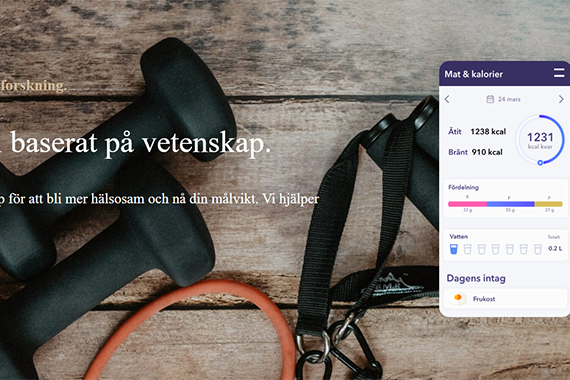 forskning.
baserat på vetenskap.
för att bli mer hälsosam och nå din målvikt. Vi hjälper
Mat & kalorier
24 mars
Ätit 1238 kcal
Bränt 910 kcal
1231
kcal kvar
Fördelning
K F P
33 g 55 g 25 g
Vatten
Totalt
0.2 L
Dagens intag
Frukost